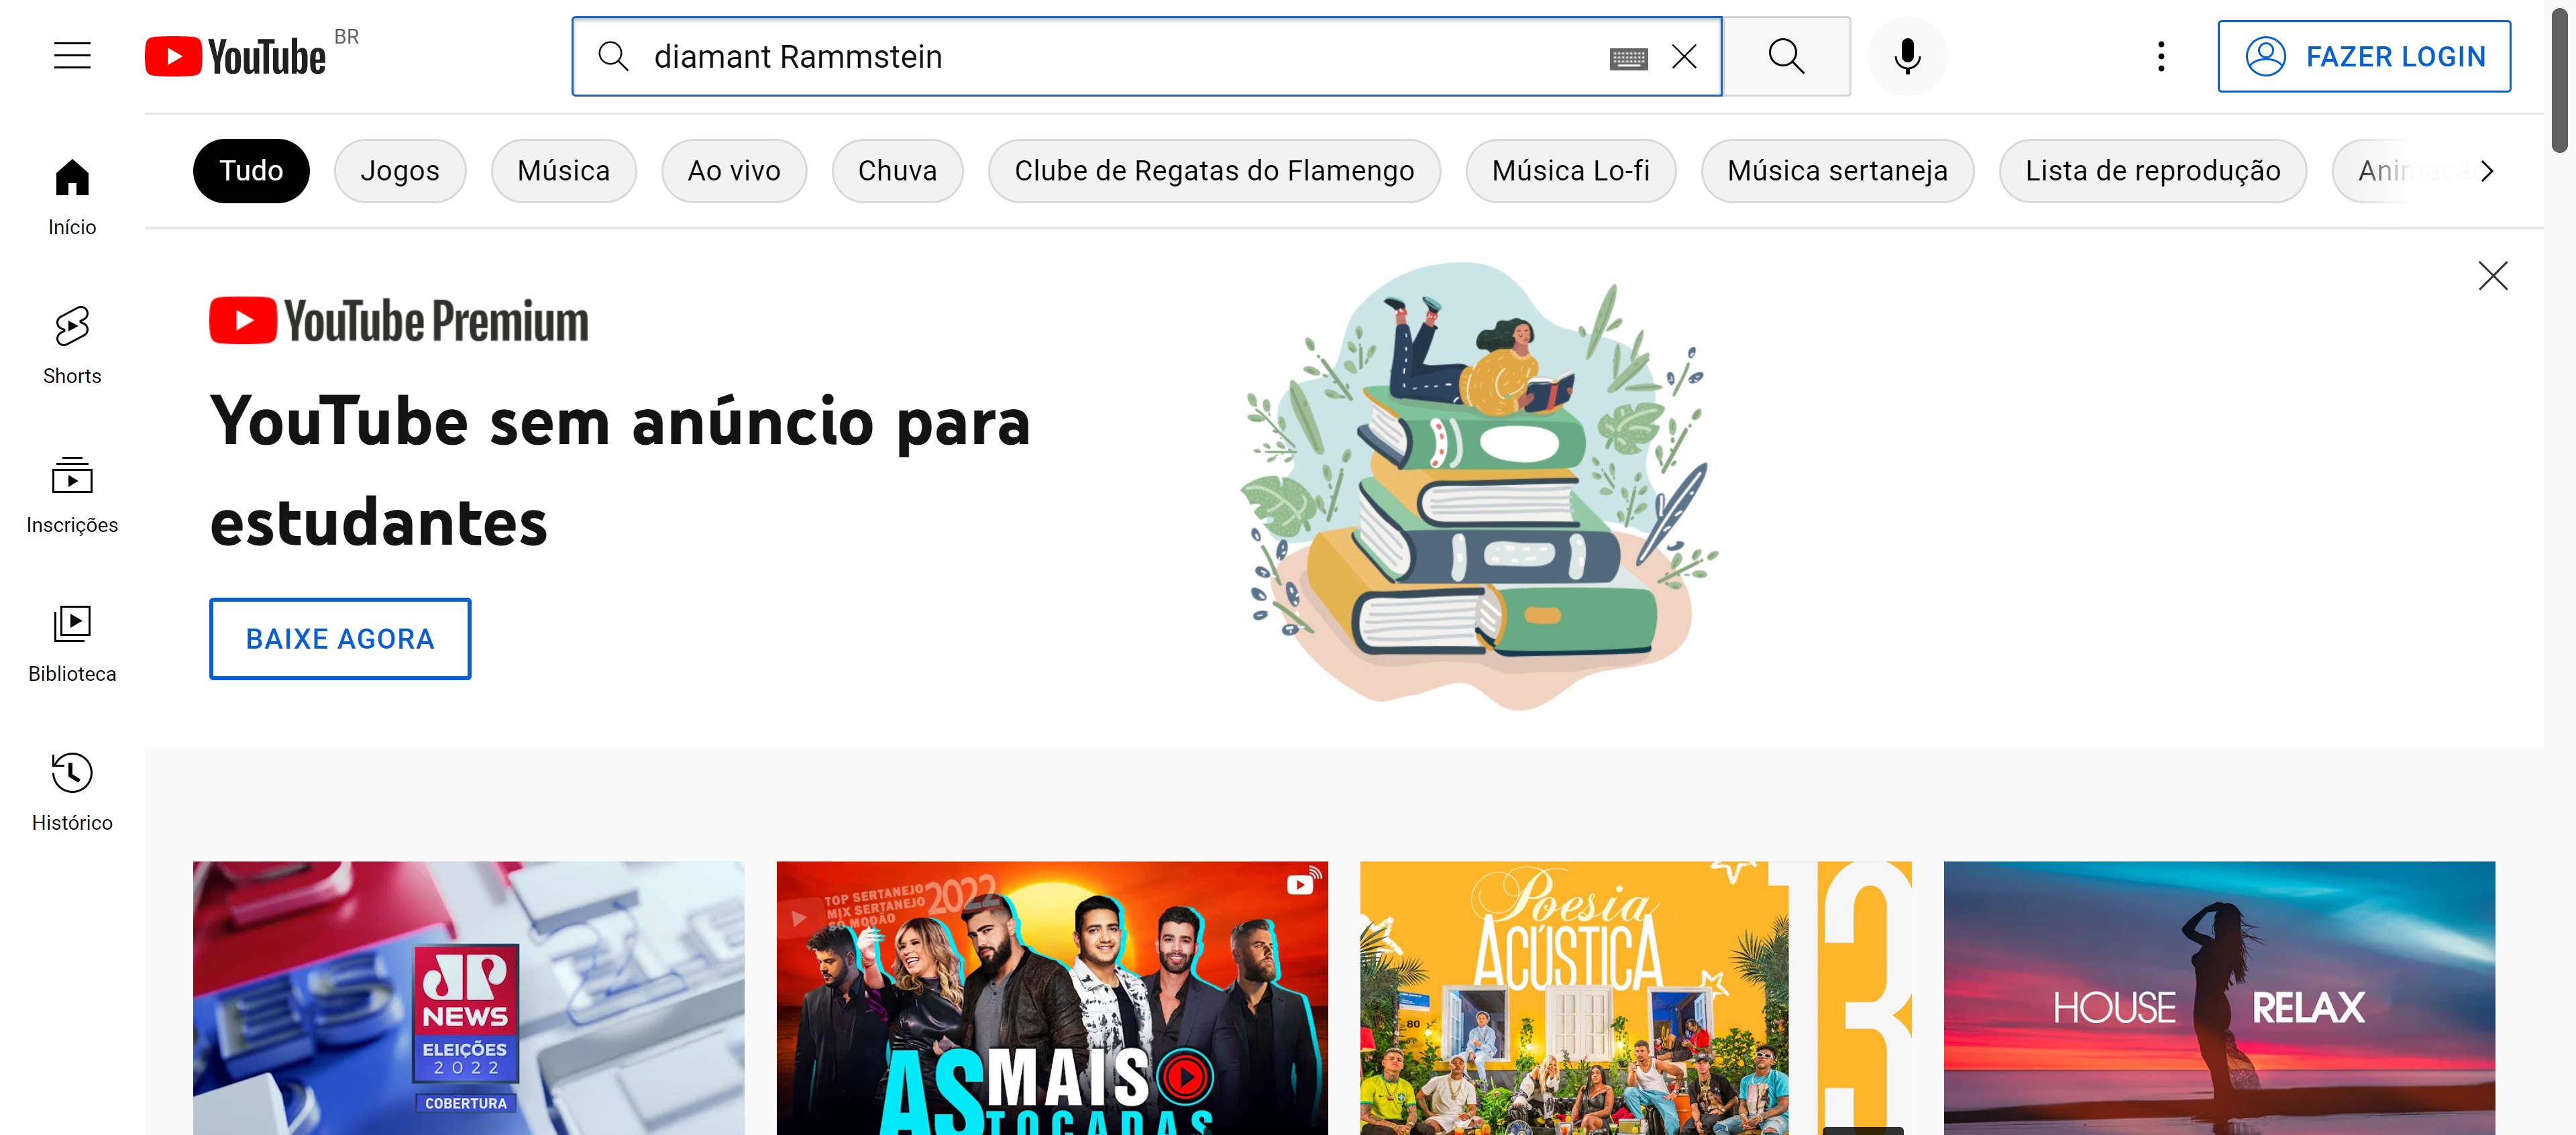 YouTube BR
diamant Rammstein
FAZER LOGIN
Tudo
Jogos
Música
Ao vivo
Chuva
Clube de Regatas do Flamengo
Música Lo-fi
Música sertaneja
Lista de reprodução
Início
Shorts
Inscrições
Biblioteca
Histórico
YouTube Premium
YouTube sem anúncio para
estudantes
BAIXE AGORA
JP
NEWS
ELEIÇÕES
2022
COBERTURA
TOP SERTANEJO
MIX SERTANEJO
SÓ MODÃO
2022
AS MAIS
TOCADAS
Poesia
ACÚSTICA
13
80
HOUSE RELAX